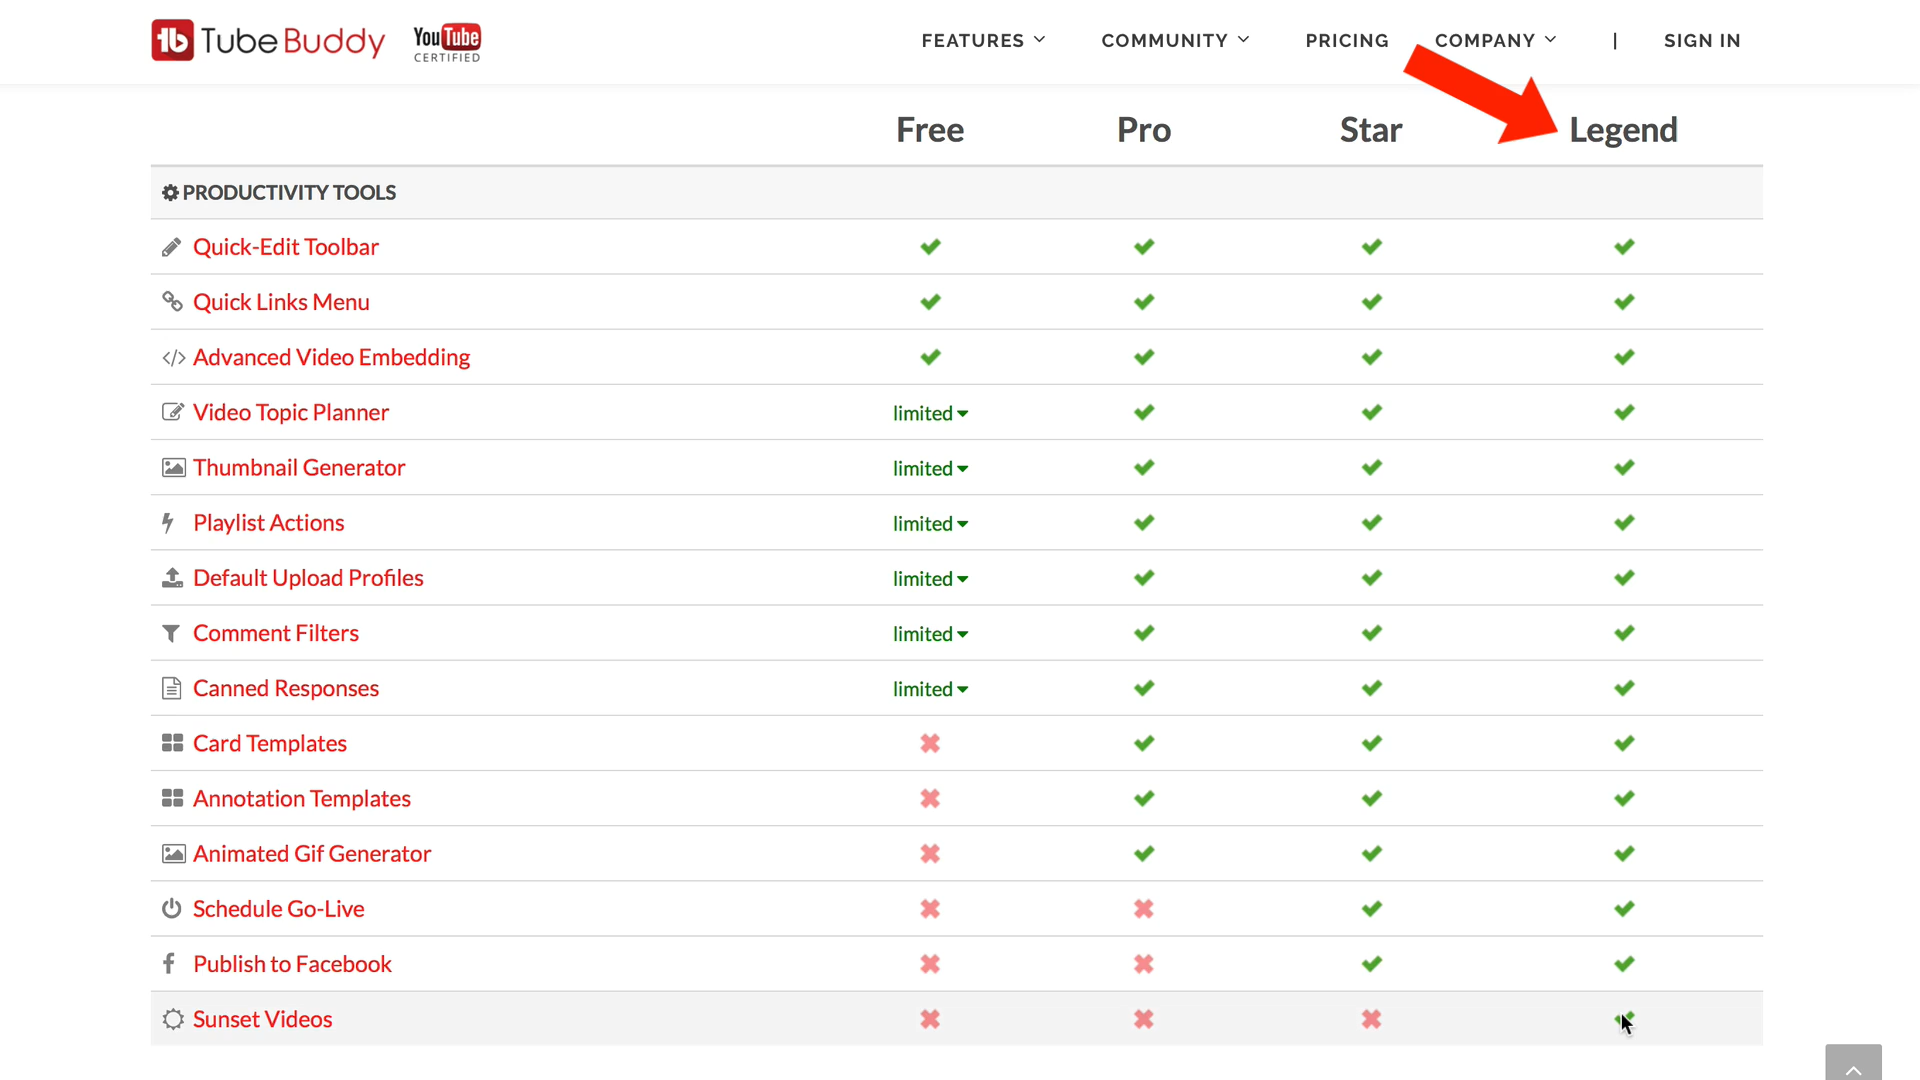 TubeBuddy YouTube CERTIFIED FEATURES COMMUNITY PRICING COMPANY | SIGN IN
Free Pro Star Legend
PRODUCTIVITY TOOLS
Quick-Edit Toolbar
Quick Links Menu
</> Advanced Video Embedding
Video Topic Planner limited
Thumbnail Generator limited
Playlist Actions limited
Default Upload Profiles limited
Comment Filters limited
Canned Responses limited
Card Templates
Annotation Templates
Animated Gif Generator
Schedule Go-Live
Publish to Facebook
Sunset Videos